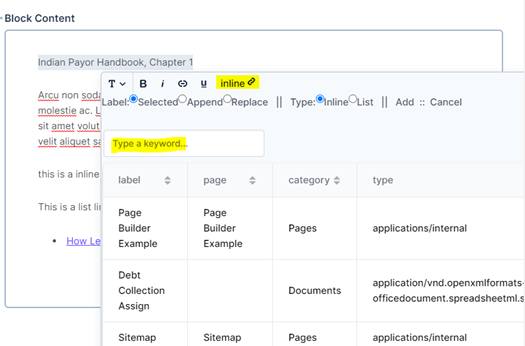 Block Content
Indian Payor Handbook, Chapter 1
T B i U inline
Arcu non soda
Label: Selected Append Replace || Type: Inline List || Add :: Cancel
molestie ac. L
sit amet volut
velit aliquet sa
Type a keyword...
this is a inline
label page category type
This is a list li
Page Builder Example Page Builder Example Pages applications/internal
How Le
Debt Collection Assign Documents application/vnd.openxmlformats-
officedocument.spreadsheetml.s
Sitemap Sitemap Pages applications/internal